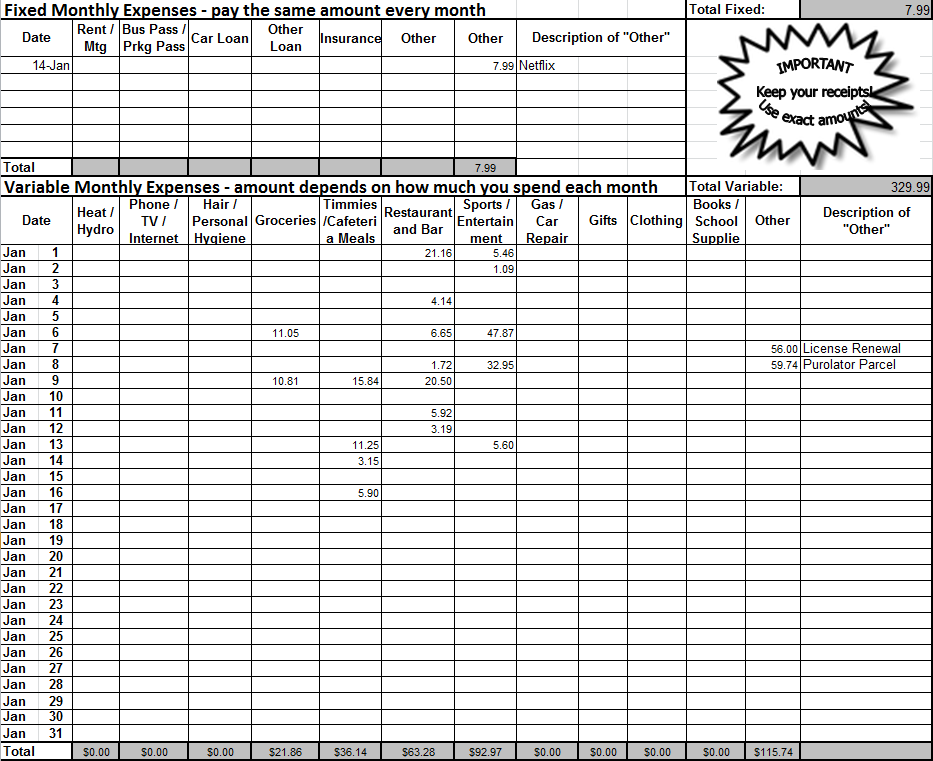 Fixed Monthly Expenses - pay the same amount every month Total Fixed: 7.99
Date Rent / Mtg Bus Pass / Prkg Pass Car Loan Other Loan Insurance Other Other Description of "Other"
14-Jan 7.99 Netflix
IMPORTANT
Keep your receipts!
Use exact amounts!
Total 7.99
Variable Monthly Expenses - amount depends on how much you spend each month Total Variable: 329.99
Date Heat / Hydro Phone / TV / Internet Hair / Personal Hygiene Groceries Timmies /Cafeteri a Meals Restaurant and Bar Sports / Entertain ment Gas / Car Repair Gifts Clothing Books / School Supplie Other Description of "Other"
Jan 1 21.16 5.46
Jan 2 1.09
Jan 3
Jan 4 4.14
Jan 5
Jan 6 11.05 6.65 47.87
Jan 7 56.00 License Renewal
Jan 8 1.72 32.95 59.74 Purolator Parcel
Jan 9 10.81 15.84 20.50
Jan 10
Jan 11 5.92
Jan 12 3.19
Jan 13 11.25 5.60
Jan 14 3.15
Jan 15
Jan 16 5.90
Jan 17
Jan 18
Jan 19
Jan 20
Jan 21
Jan 22
Jan 23
Jan 24
Jan 25
Jan 26
Jan 27
Jan 28
Jan 29
Jan 30
Jan 31
Total $0.00 $0.00 $0.00 $21.86 $36.14 $63.28 $92.97 $0.00 $0.00 $0.00 $0.00 $115.74